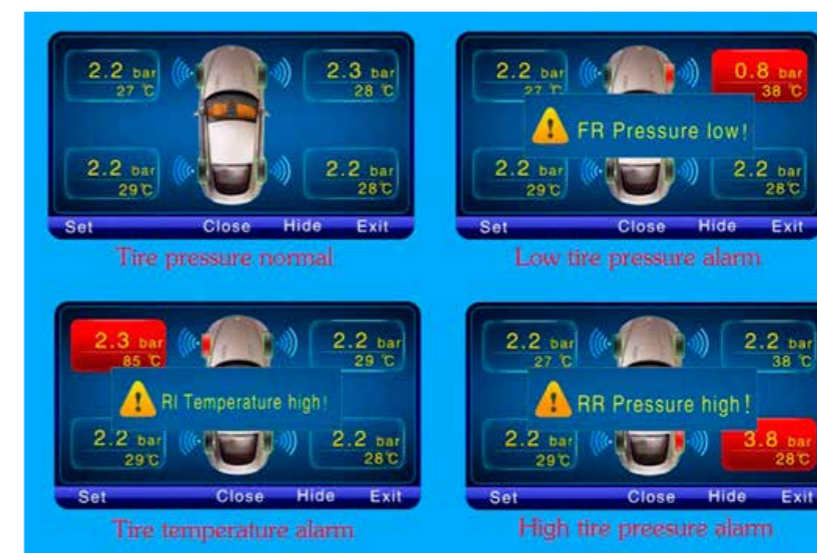 2.2 bar 2.3 bar
27 ℃ 28 ℃
2.2 bar 2.2 bar
29℃ 28℃
Set Close Hide Exit
Tire pressure normal
2.2 bar 0.8 bar
27 ℃ 38 ℃
FR Pressure low!
2.2 bar 2.2 bar
29℃ 28℃
Set Close Hide Exit
Low tire pressure alarm
2.3 bar 2.2 bar
85 ℃ 29 ℃
RI Temperature high!
2.2 bar 2.2 bar
29℃ 28℃
Set Close Hide Exit
Tire temperature alarm
2.2 bar 2.2 bar
27 ℃ 38 ℃
RR Pressure high!
2.2 bar 3.8 bar
29℃ 28℃
Set Close Hide Exit
High tire preesure alarm